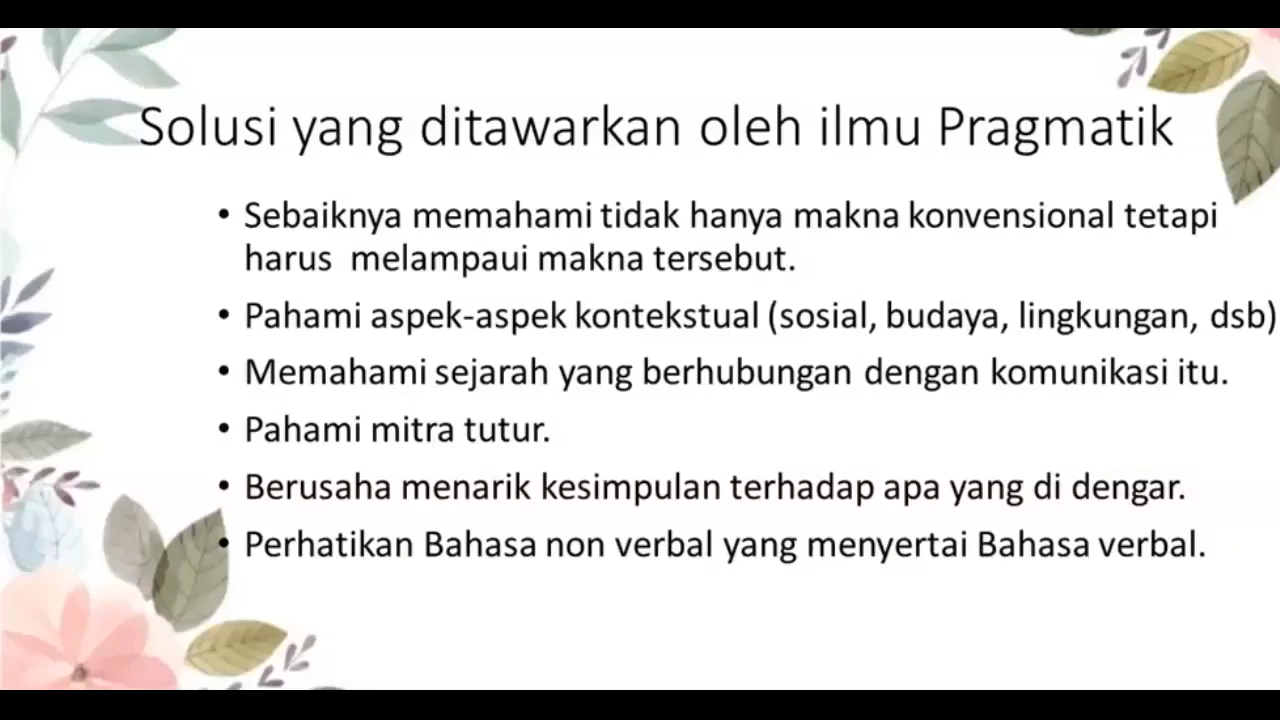 Solusi yang ditawarkan oleh ilmu Pragmatik
• Sebaiknya memahami tidak hanya makna konvensional tetapi
harus melampaui makna tersebut.
• Pahami aspek-aspek kontekstual (sosial, budaya, lingkungan, dsb)
• Memahami sejarah yang berhubungan dengan komunikasi itu.
• Pahami mitra tutur.
• Berusaha menarik kesimpulan terhadap apa yang di dengar.
• Perhatikan Bahasa non verbal yang menyertai Bahasa verbal.